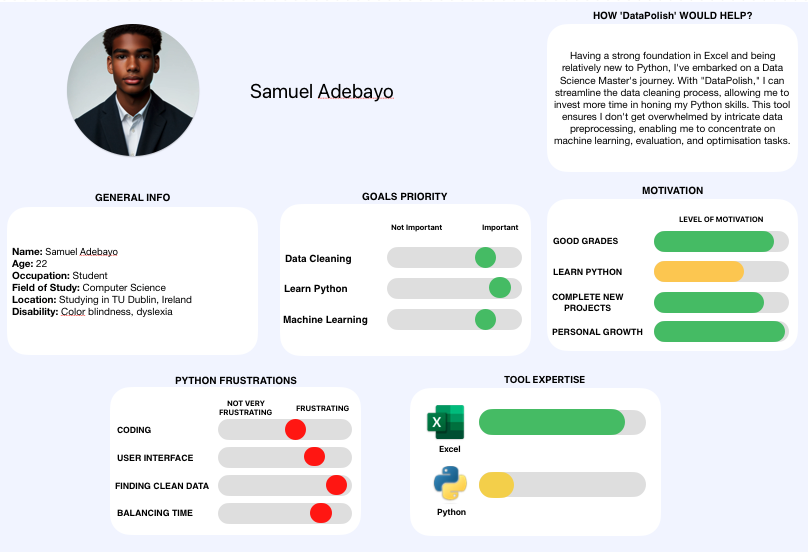 Samuel Adebayo
HOW 'DataPolish' WOULD HELP?
Having a strong foundation in Excel and being
relatively new to Python, I've embarked on a Data
Science Master's journey. With "DataPolish," I can
streamline the data cleaning process, allowing me to
invest more time in honing my Python skills. This tool
ensures I don't get overwhelmed by intricate data
preprocessing, enabling me to concentrate on
machine learning, evaluation, and optimisation tasks.
GENERAL INFO
Name: Samuel Adebayo
Age: 22
Occupation: Student
Field of Study: Computer Science
Location: Studying in TU Dublin, Ireland
Disability: Color blindness, dyslexia
GOALS PRIORITY
Not Important Important
Data Cleaning
Learn Python
Machine Learning
MOTIVATION
LEVEL OF MOTIVATION
GOOD GRADES
LEARN PYTHON
COMPLETE NEW
PROJECTS
PERSONAL GROWTH
PYTHON FRUSTRATIONS
NOT VERY
FRUSTRATING
FRUSTRATING
CODING
USER INTERFACE
FINDING CLEAN DATA
BALANCING TIME
TOOL EXPERTISE
X
Excel
Python